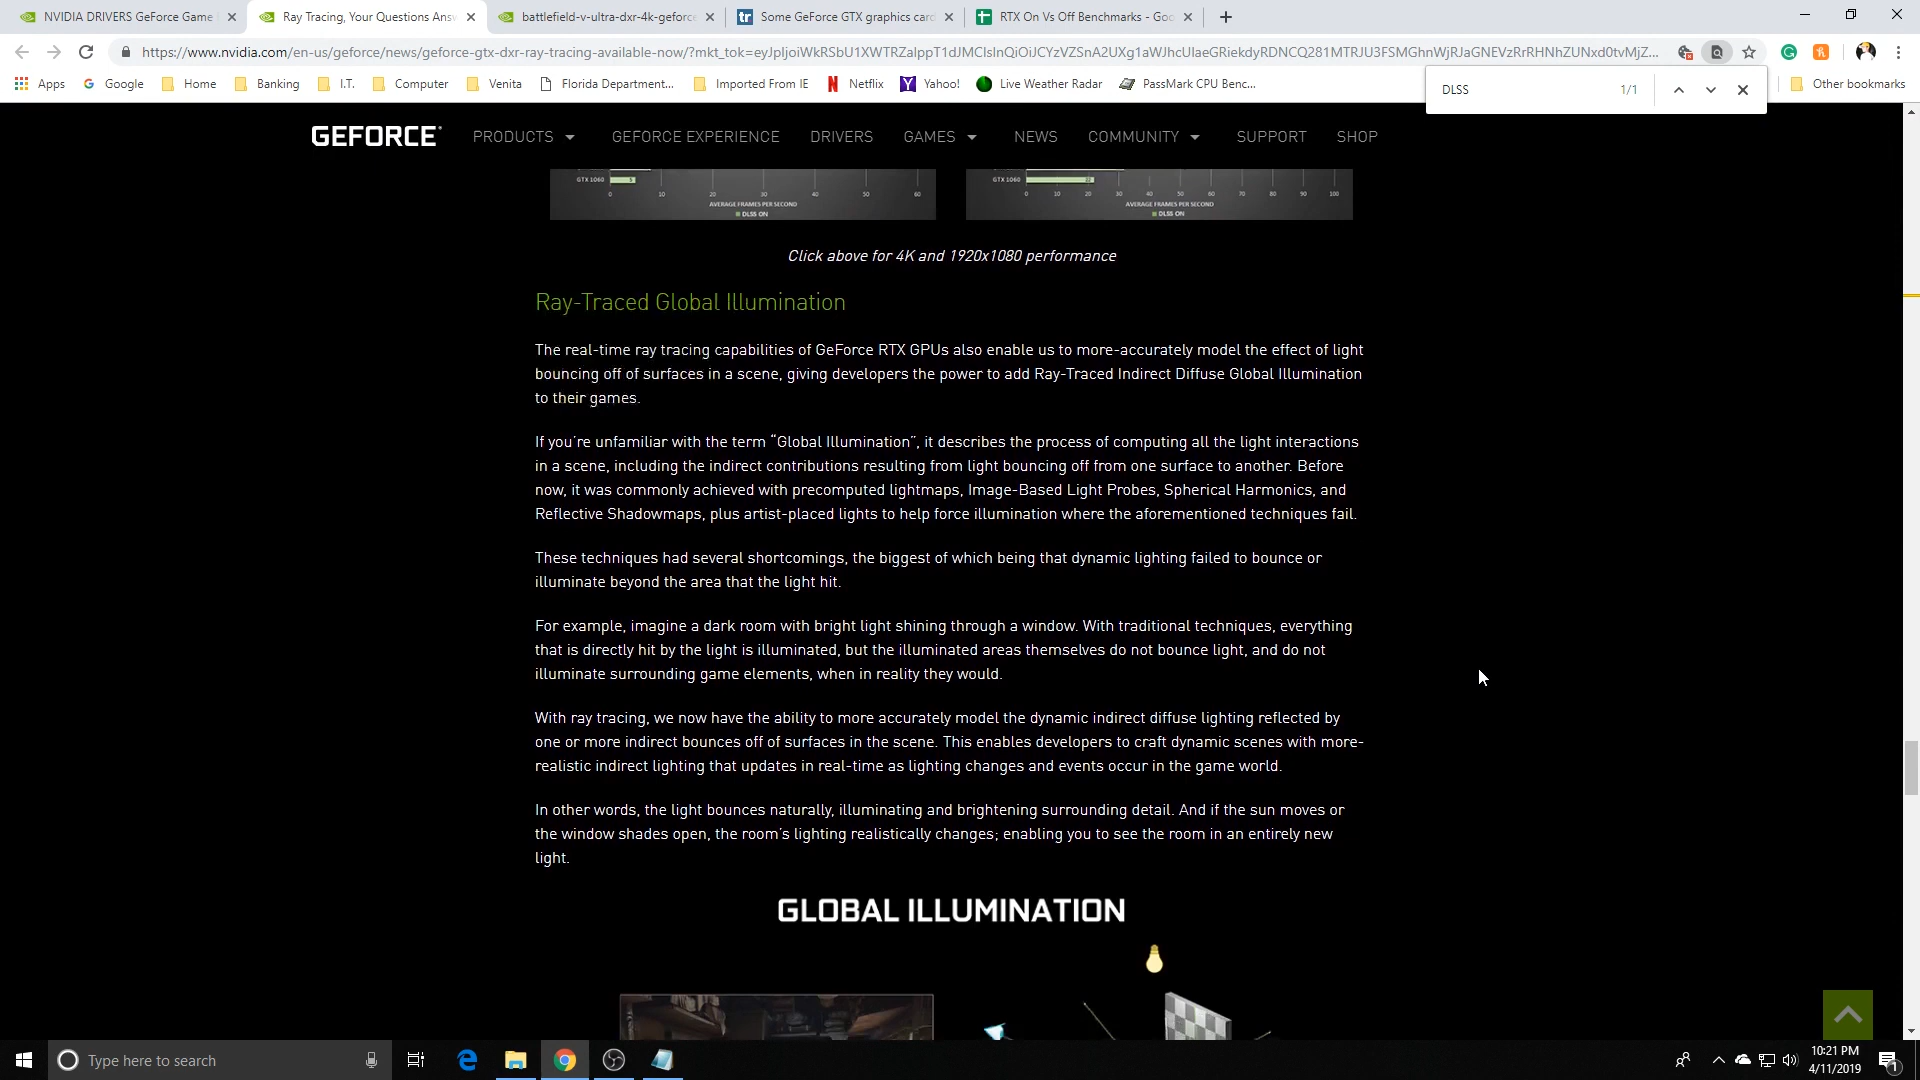 NVIDIA DRIVERS GeForce Game
Ray Tracing, Your Questions Answ
battlefield-v-ultra-dxr-4k-geforce
Some GeForce GTX graphics card
RTX On Vs Off Benchmarks - Goo
https://www.nvidia.com/en-us/geforce/news/geforce-gtx-dxr-ray-tracing-available-now/?mkt_tok=
Apps
Google
Home
Banking
I.T.
Computer
Venita
Florida Department...
Imported From IE
Netflix
Yahoo!
Live Weather Radar
PassMark CPU Benc...
Other bookmarks
DLSS 1/1
GEFORCE PRODUCTS GEFORCE EXPERIENCE DRIVERS GAMES NEWS COMMUNITY SUPPORT SHOP
GTX 1060
0 10 20 30 40 50 60
AVERAGE FRAMES PER SECOND
DLSS ON
GTX 1060
0 10 20 30 40 50 60 70 80 90 100
AVERAGE FRAMES PER SECOND
DLSS ON
Click above for 4K and 1920x1080 performance
Ray-Traced Global Illumination
The real-time ray tracing capabilities of GeForce RTX GPUs also enable us to more-accurately model the effect of light
bouncing off of surfaces in a scene, giving developers the power to add Ray-Traced Indirect Diffuse Global Illumination
to their games.
If you're unfamiliar with the term “Global Illumination”, it describes the process of computing all the light interactions
in a scene, including the indirect contributions resulting from light bouncing off from one surface to another. Before
now, it was commonly achieved with precomputed lightmaps, Image-Based Light Probes, Spherical Harmonics, and
Reflective Shadowmaps, plus artist-placed lights to help force illumination where the aforementioned techniques fail.
These techniques had several shortcomings, the biggest of which being that dynamic lighting failed to bounce or
illuminate beyond the area that the light hit.
For example, imagine a dark room with bright light shining through a window. With traditional techniques, everything
that is directly hit by the light is illuminated, but the illuminated areas themselves do not bounce light, and do not
illuminate surrounding game elements, when in reality they would.
With ray tracing, we now have the ability to more accurately model the dynamic indirect diffuse lighting reflected by
one or more indirect bounces off of surfaces in the scene. This enables developers to craft dynamic scenes with more-
realistic indirect lighting that updates in real-time as lighting changes and events occur in the game world.
In other words, the light bounces naturally, illuminating and brightening surrounding detail. And if the sun moves or
the window shades open, the room's lighting realistically changes; enabling you to see the room in an entirely new
light.
GLOBAL ILLUMINATION
Type here to search
10:21 PM
4/11/2019
1